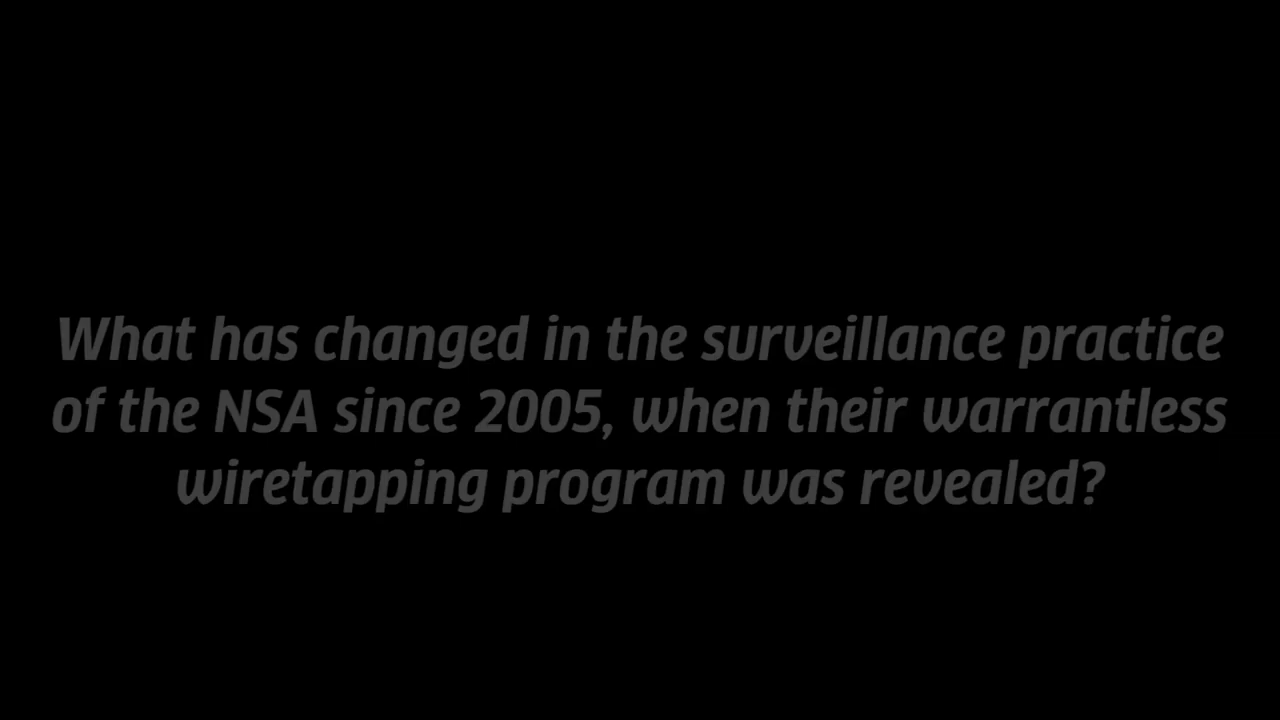 What has changed in the surveillance practice
of the NSA since 2005, when their warrantless
wiretapping program was revealed?